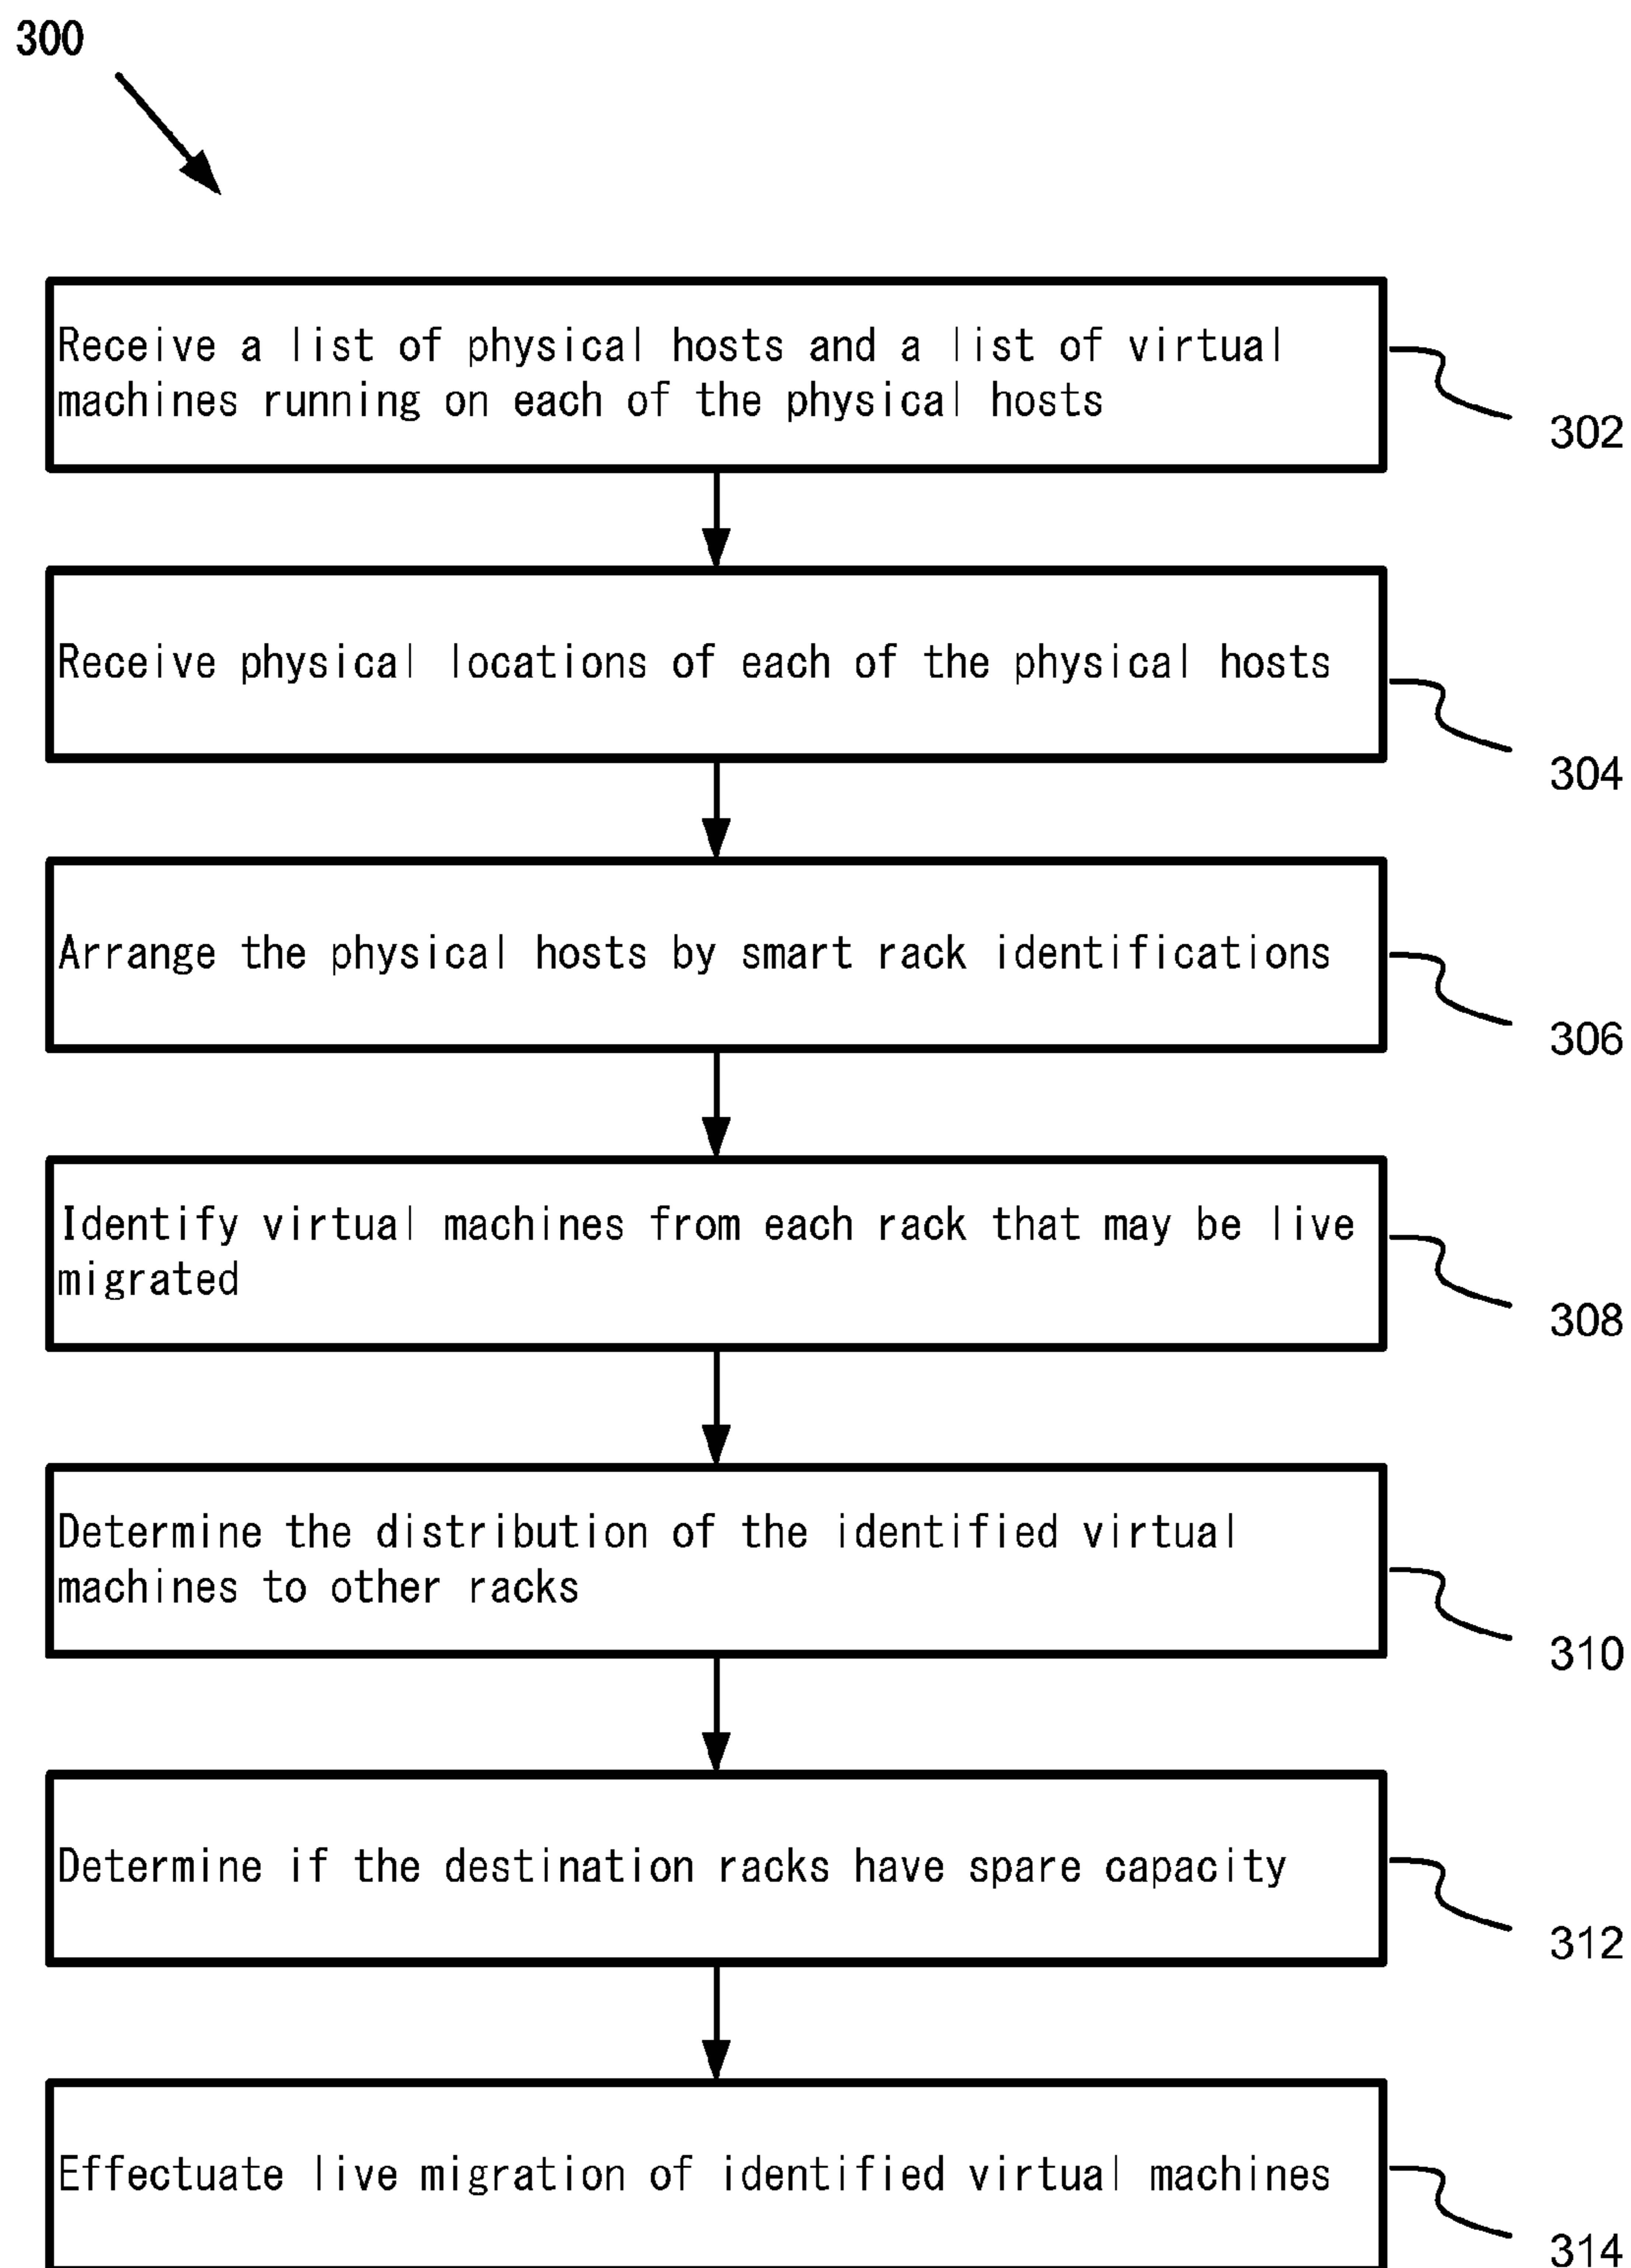 300
Receive a list of physical hosts and a list of virtual
machines running on each of the physical hosts
302
Receive physical locations of each of the physical hosts
304
Arrange the physical hosts by smart rack identifications
306
Identify virtual machines from each rack that may be live
migrated
308
Determine the distribution of the identified virtual
machines to other racks
310
Determine if the destination racks have spare capacity
312
Effectuate live migration of identified virtual machines
314